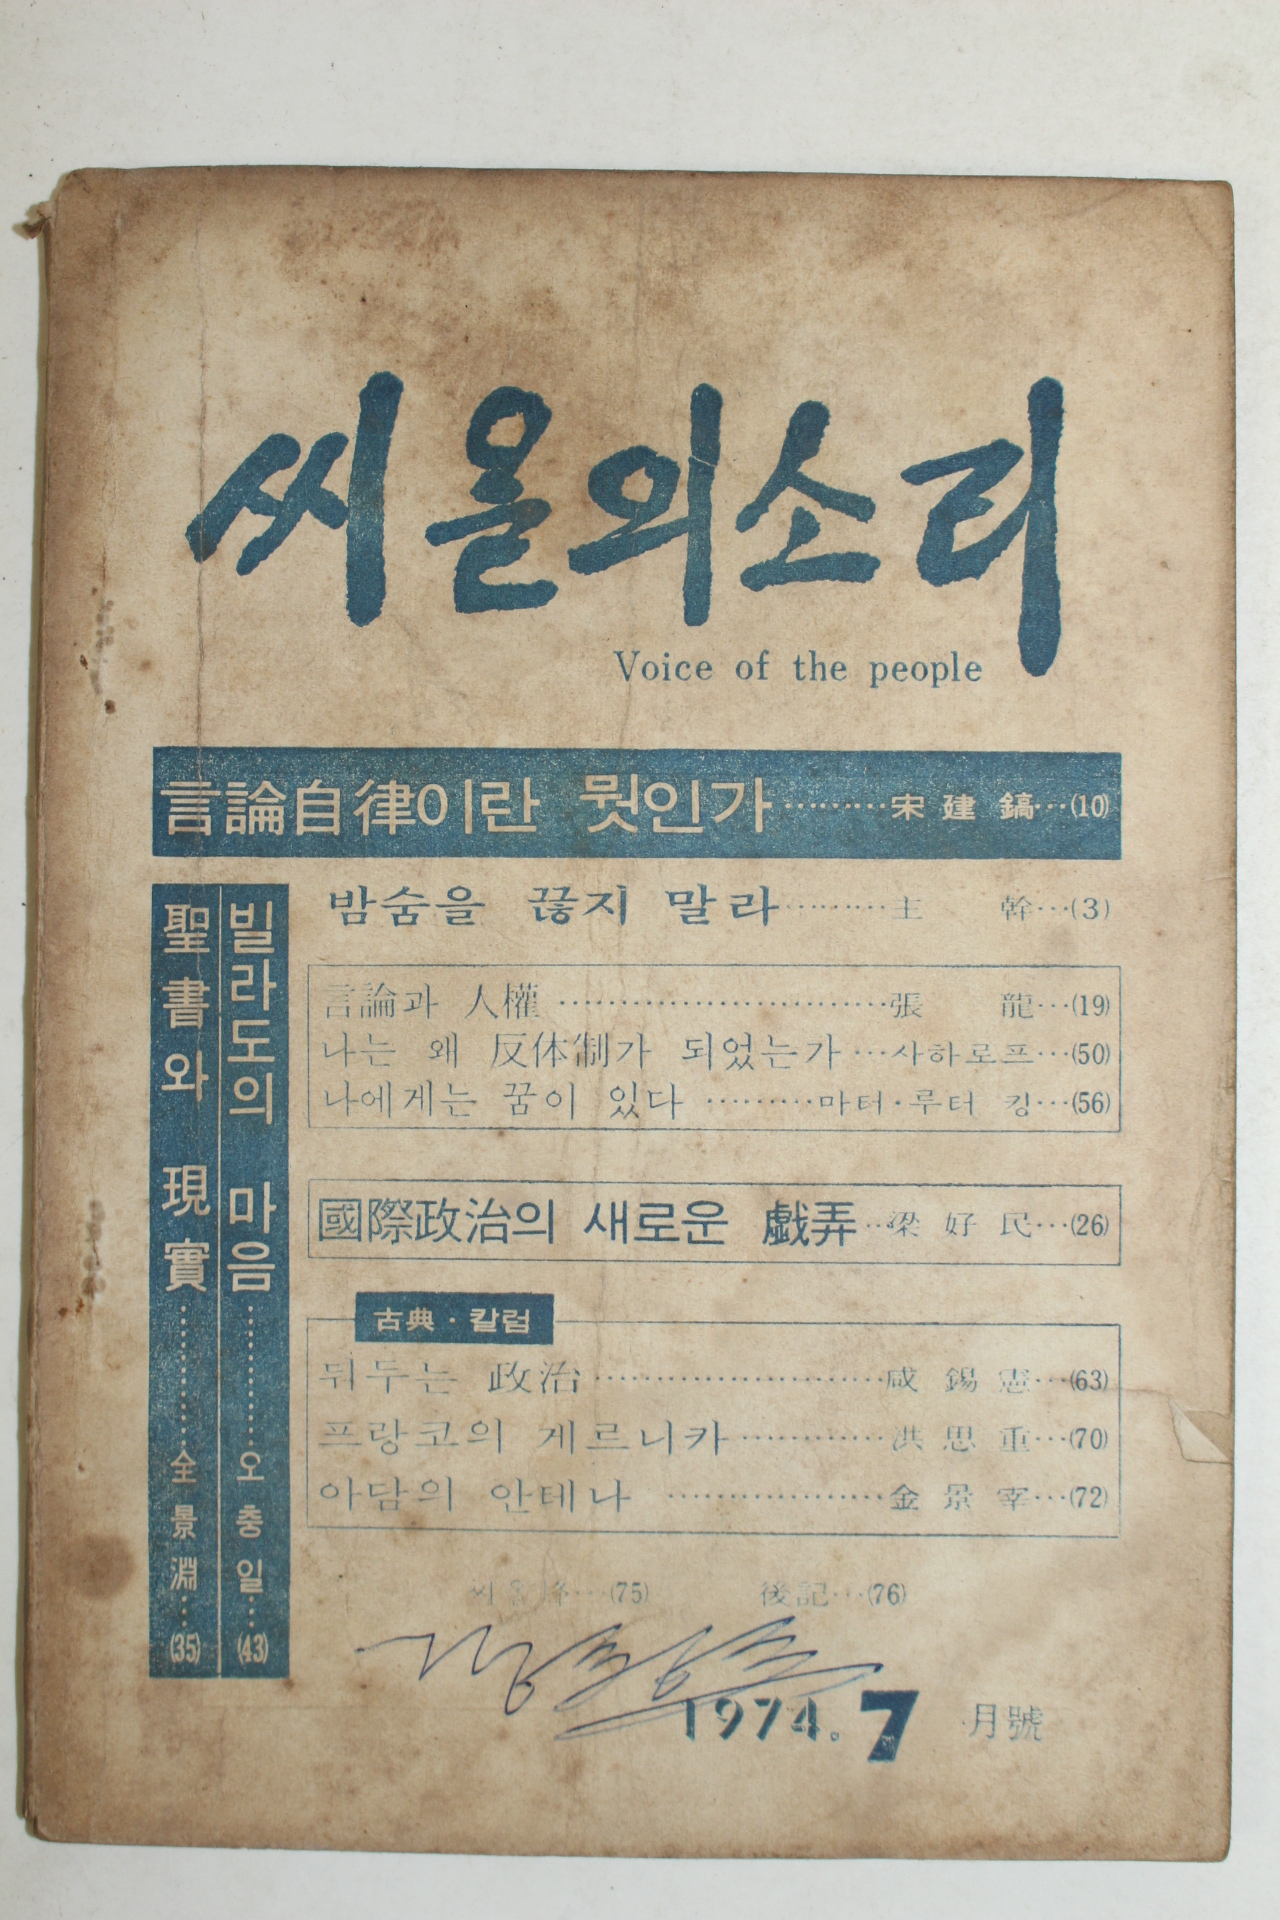 씨올의소리
Voice of the people
言論自律이란 뭣인가………宋建鎬…(10)
밤숨을 끊지 말라………主幹…(3)
言論과 人權…………………………張龍…(19)
나는 왜 反体制가 되었는가…사하로프…(50)
나에게는 꿈이 있다………마터·루터 킹…(56)
國際政治의 새로운 戱弄…梁好民…(26)
古典·칼럼
뒤두는 政治………………………咸錫憲…(63)
프랑코의 게르니카…………洪思重…(70)
아담의 안테나…………………金景宰…(72)
빌라도의 마음…………오충일…(43)
聖書와 現實…………全景淵…(35)
씨올…(75) 後記…(76)
1974.7 月號